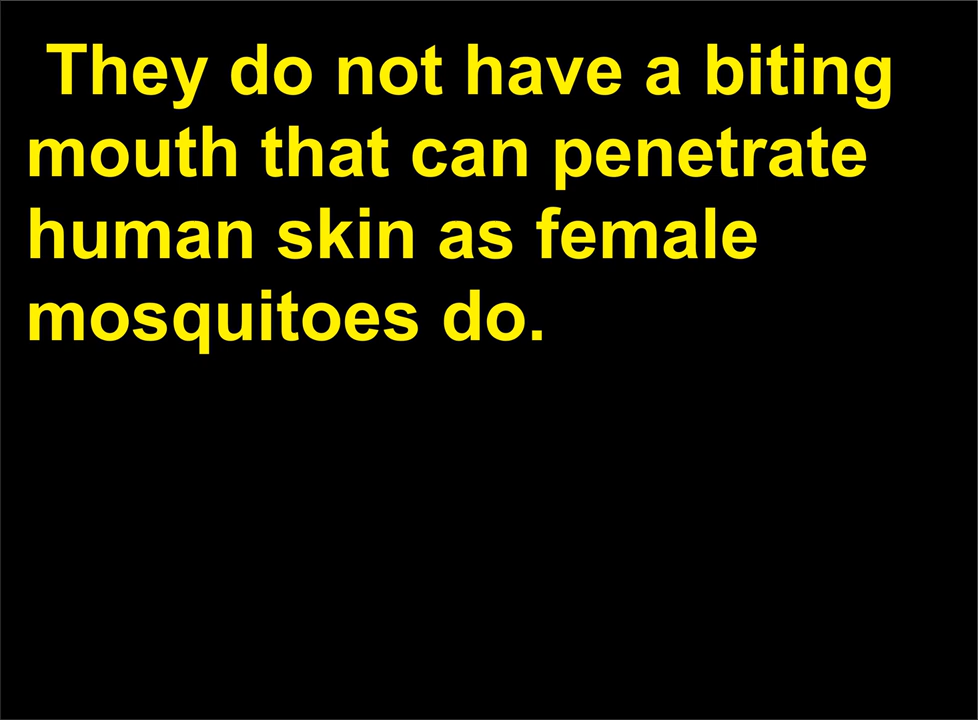 They do not have a biting
mouth that can penetrate
human skin as female
mosquitoes do.